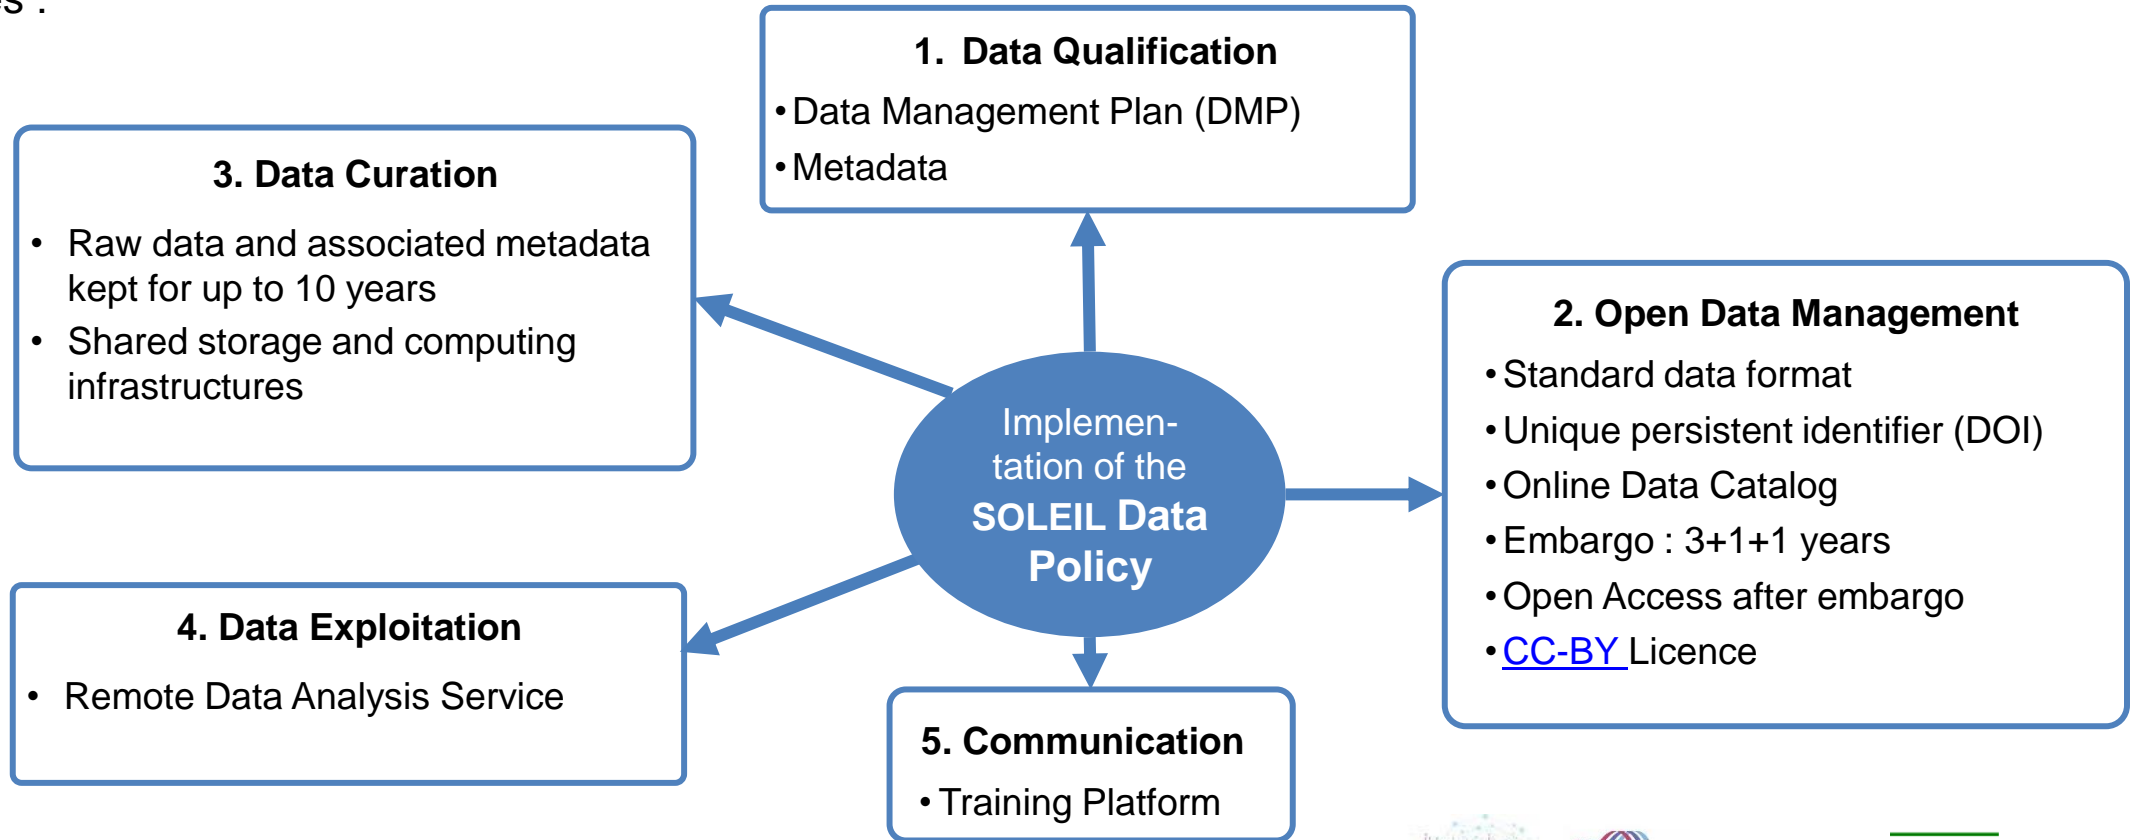 1. Data Qualification
• Data Management Plan (DMP)
• Metadata
3. Data Curation
• Raw data and associated metadata
kept for up to 10 years
• Shared storage and computing
infrastructures
2. Open Data Management
• Standard data format
• Unique persistent identifier (DOI)
• Online Data Catalog
• Embargo : 3+1+1 years
• Open Access after embargo
• CC-BY Licence
Implemen-
tation of the
SOLEIL Data
Policy
4. Data Exploitation
• Remote Data Analysis Service
5. Communication
• Training Platform